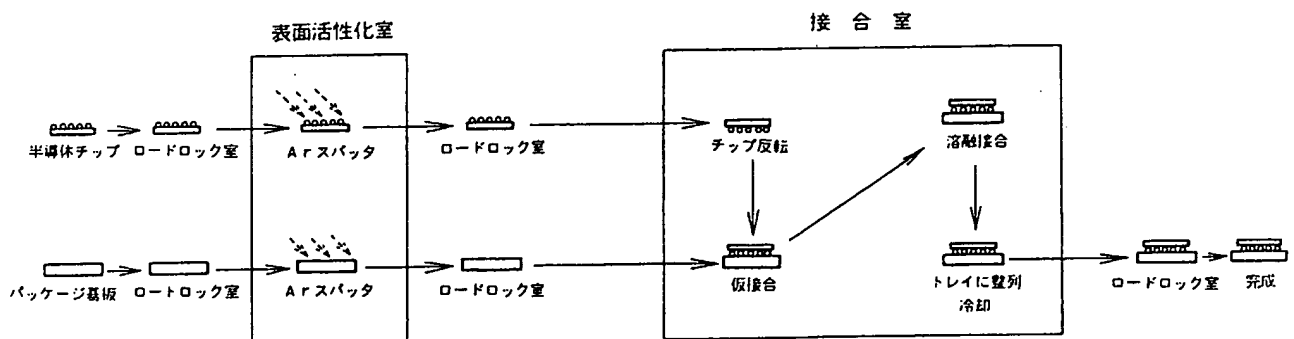 表面活性化室
接合室
半導体チップ
ロードロック室
Arスパッタ
ロードロック室
チップ反転
溶融接合
パッケージ基板
ロートロック室
Arスパッタ
ロードロック室
仮接合
トレイに整列
冷却
ロードロック室
完成